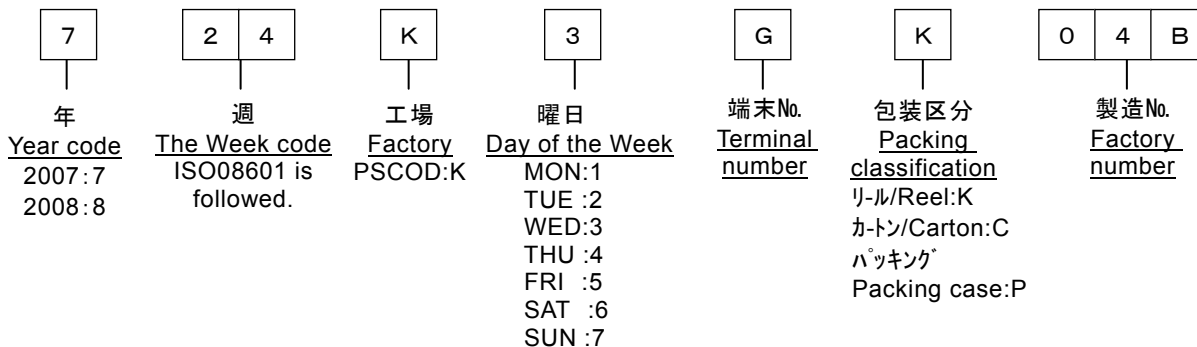 ７ ２ ４ K ３ G K ０ ４ B
年 週 工場 曜日 端末№ 包装区分 製造№
Year code The Week code Factory Day of the Week Terminal number Packing classification Factory number
2007：7
2008：8
ISO08601 is
followed.
PSCOD:K
MON:1
TUE :2
WED:3
THU :4
FRI :5
SAT :6
SUN :7
ﾘｰﾙ/Reel:K
ｶｰﾄﾝ/Carton:C
ﾊﾟｯｷﾝｸﾞ
Packing case:P